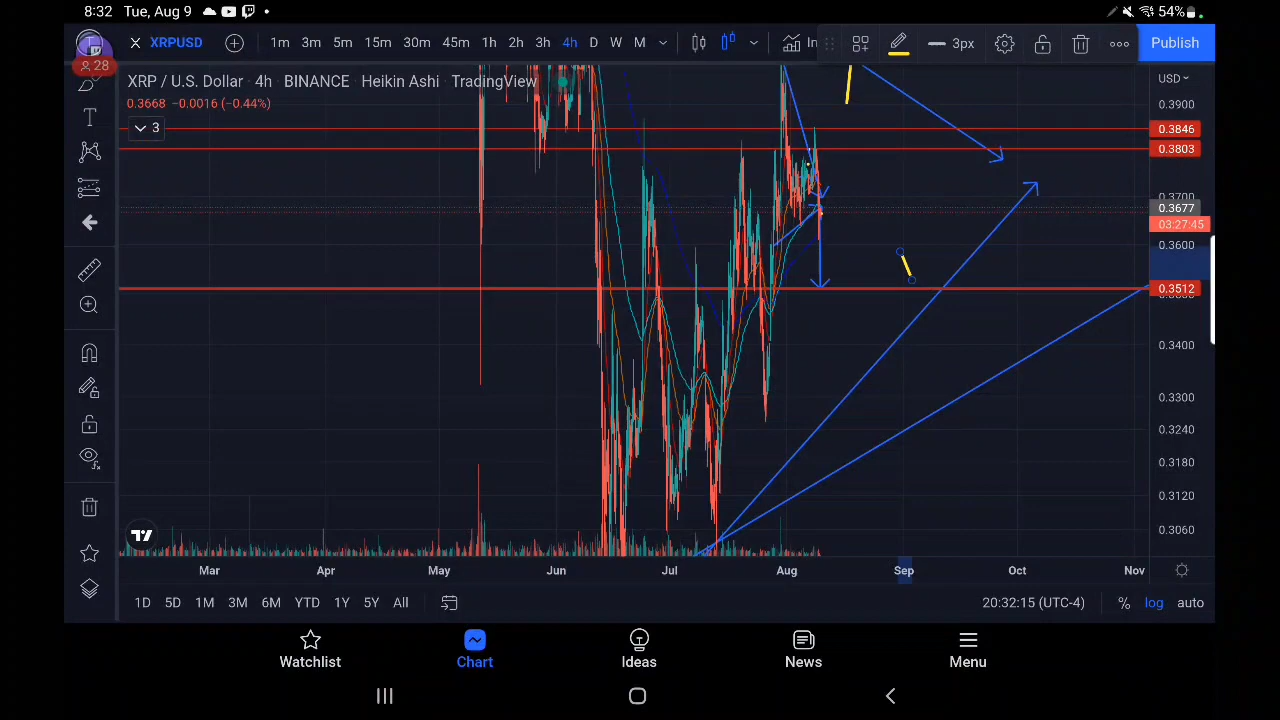 8:32 Tue, Aug 9 54%
XRPUSD 1m 3m 5m 15m 30m 45m 1h 2h 3h 4h D W M In 3px Publish
28
XRP / U.S. Dollar · 4h · BINANCE · Heikin Ashi · TradingView
USD
0.3668 −0.0016 (−0.44%)
0.3900
3
0.3846
0.3803
0.3700
0.3677
03:27:45
0.3600
0.3512
0.3400
0.3300
0.3240
0.3180
0.3120
0.3060
Mar Apr May Jun Jul Aug Sep Oct Nov
1D 5D 1M 3M 6M YTD 1Y 5Y All 20:32:15 (UTC-4) % log auto
Watchlist Chart Ideas News Menu